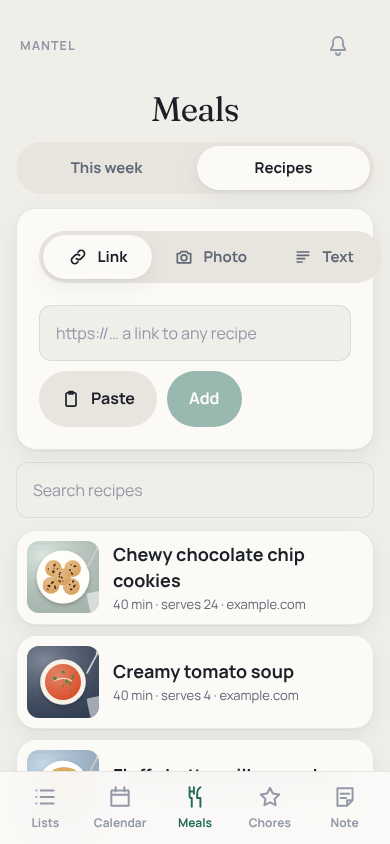 MANTEL
Meals
This week
Recipes
Link
Photo
Text
https://… a link to any recipe
Paste
Add
Search recipes
Chewy chocolate chip
cookies
40 min · serves 24 · example.com
Creamy tomato soup
40 min · serves 4 · example.com
Lists
Calendar
Meals
Chores
Note